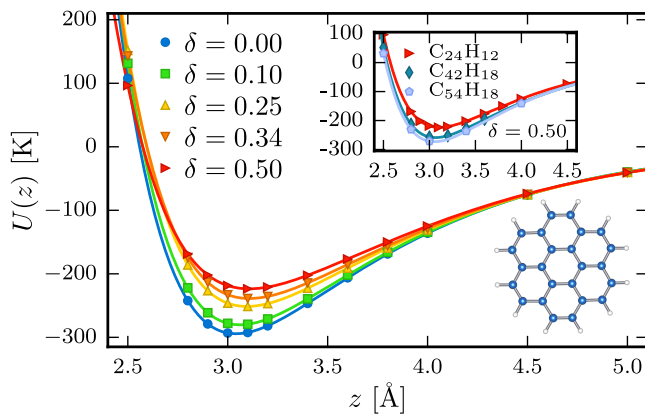 200
100
0
−100
−200
−300
U(z) [K]
δ = 0.00
δ = 0.10
δ = 0.25
δ = 0.34
δ = 0.50
100
0
-100
-200
-300
C₂₄H₁₂
C₄₂H₁₈
C₅₄H₁₈
δ = 0.50
2.5 3.0 3.5 4.0 4.5
2.5 3.0 3.5 4.0 4.5 5.0
z [Å]